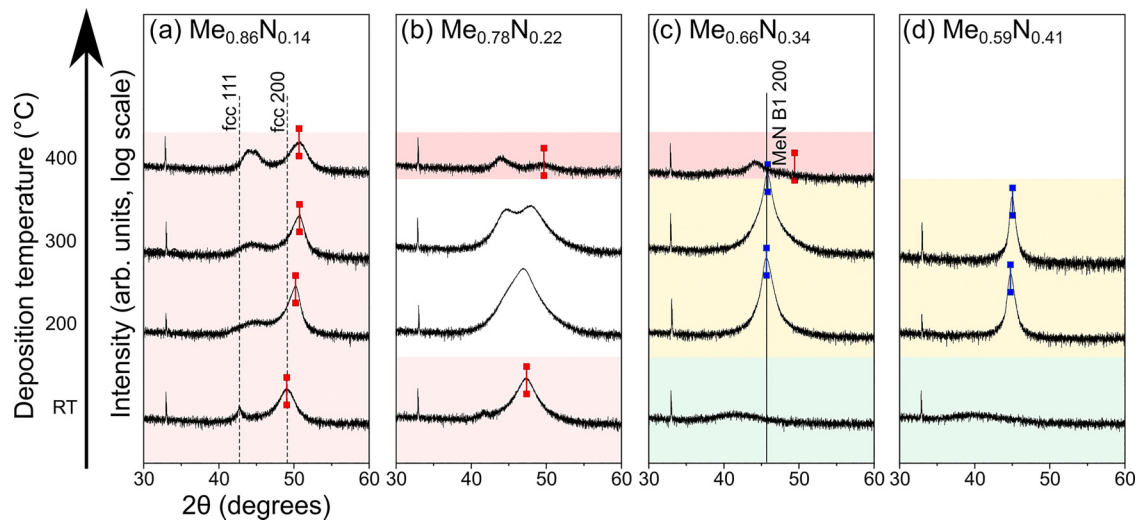 (a) Me0.86N0.14
(b) Me0.78N0.22
(c) Me0.66N0.34
(d) Me0.59N0.41
Deposition temperature (°C)
400
300
200
RT
Intensity (arb. units, log scale)
fcc 111
fcc 200
MeN B1 200
30 40 50 60
30 40 50 60
30 40 50 60
30 40 50 60
2θ (degrees)